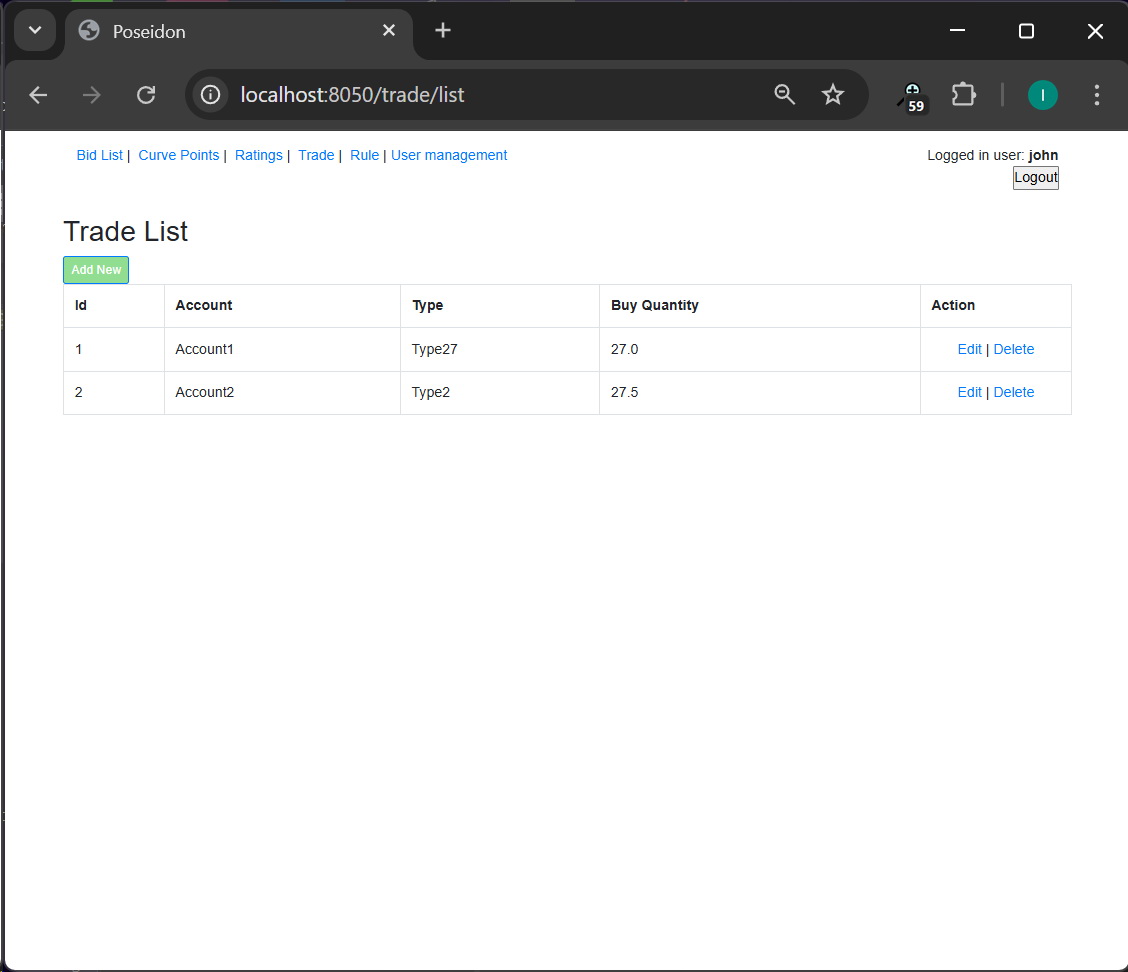 Poseidon
localhost:8050/trade/list
59
I
Bid List | Curve Points | Ratings | Trade | Rule | User management
Logged in user: john
Logout
Trade List
Add New
Id Account Type Buy Quantity Action
1 Account1 Type27 27.0 Edit | Delete
2 Account2 Type2 27.5 Edit | Delete